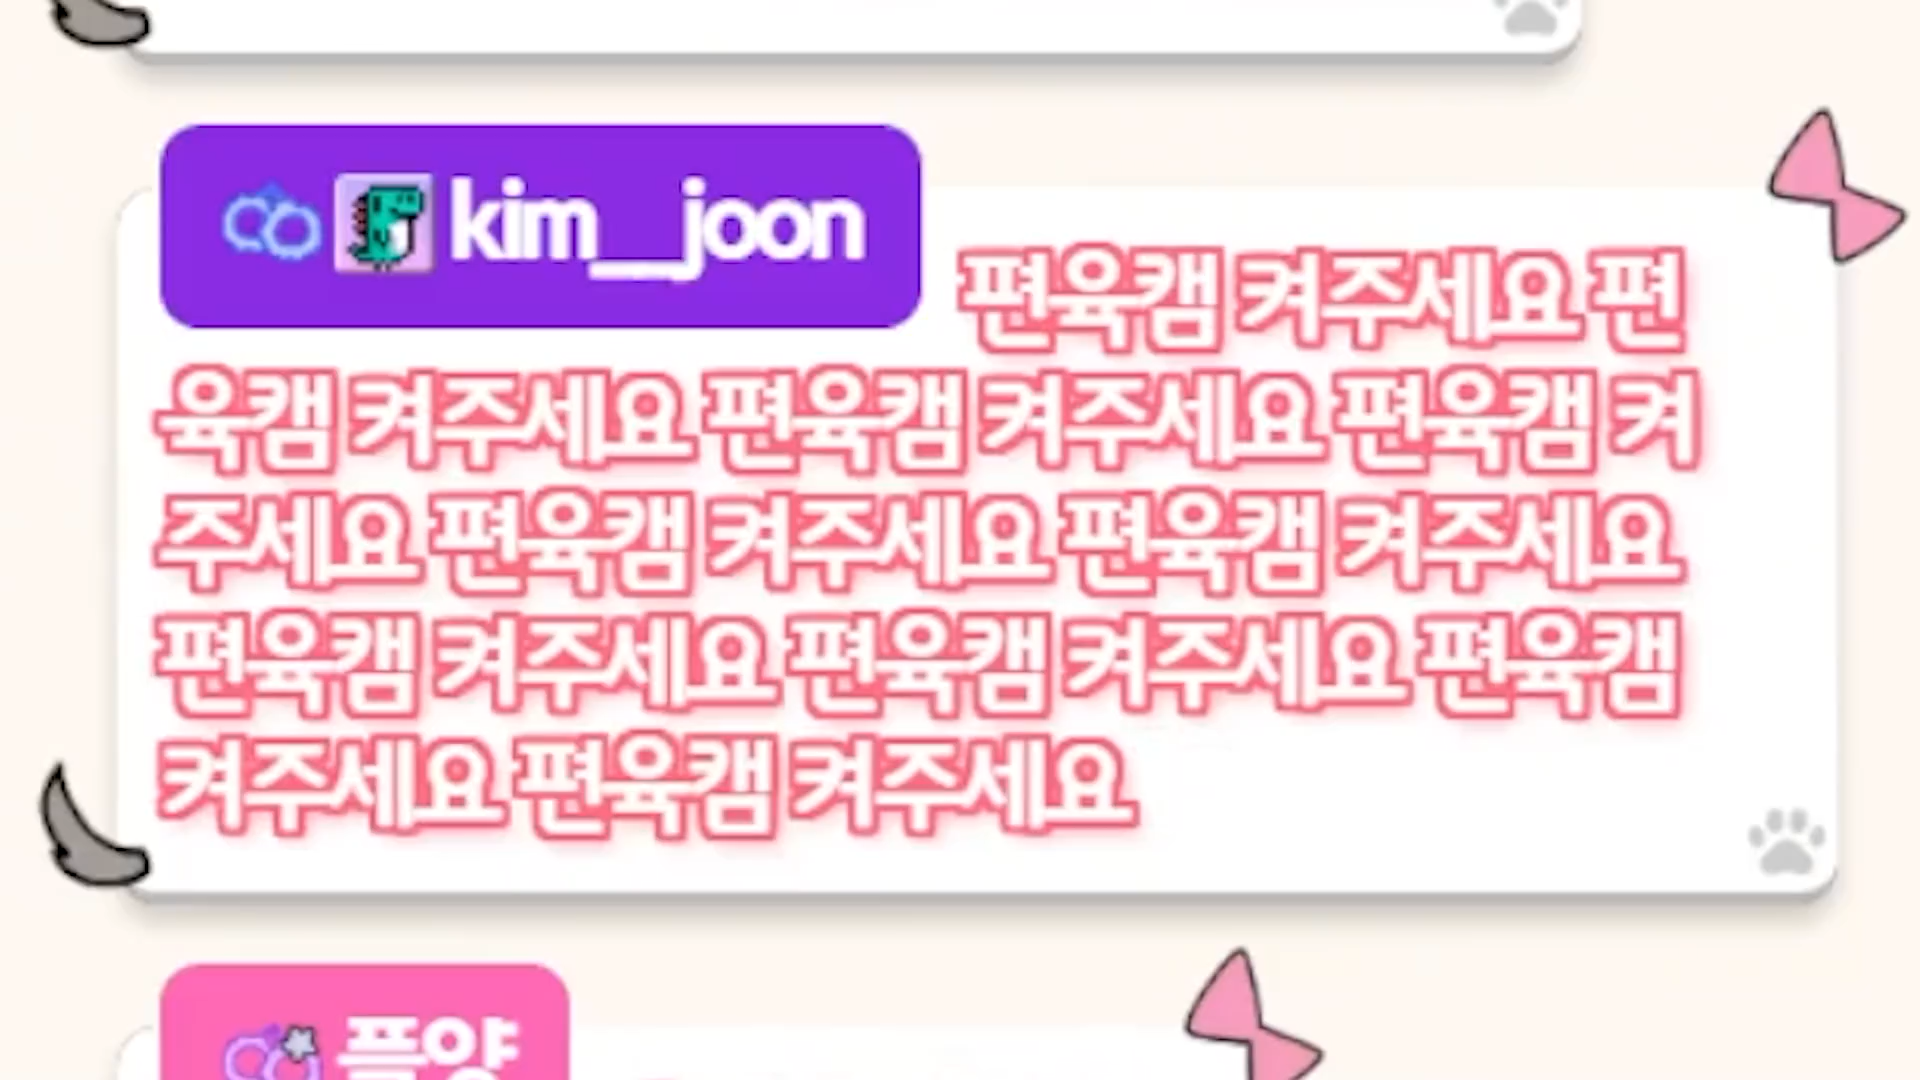 kim__joon
편육캠 켜주세요 편
육캠 켜주세요 편육캠 켜주세요 편육캠 켜
주세요 편육캠 켜주세요 편육캠 켜주세요
편육캠 켜주세요 편육캠 켜주세요 편육캠
켜주세요 편육캠 켜주세요
플양